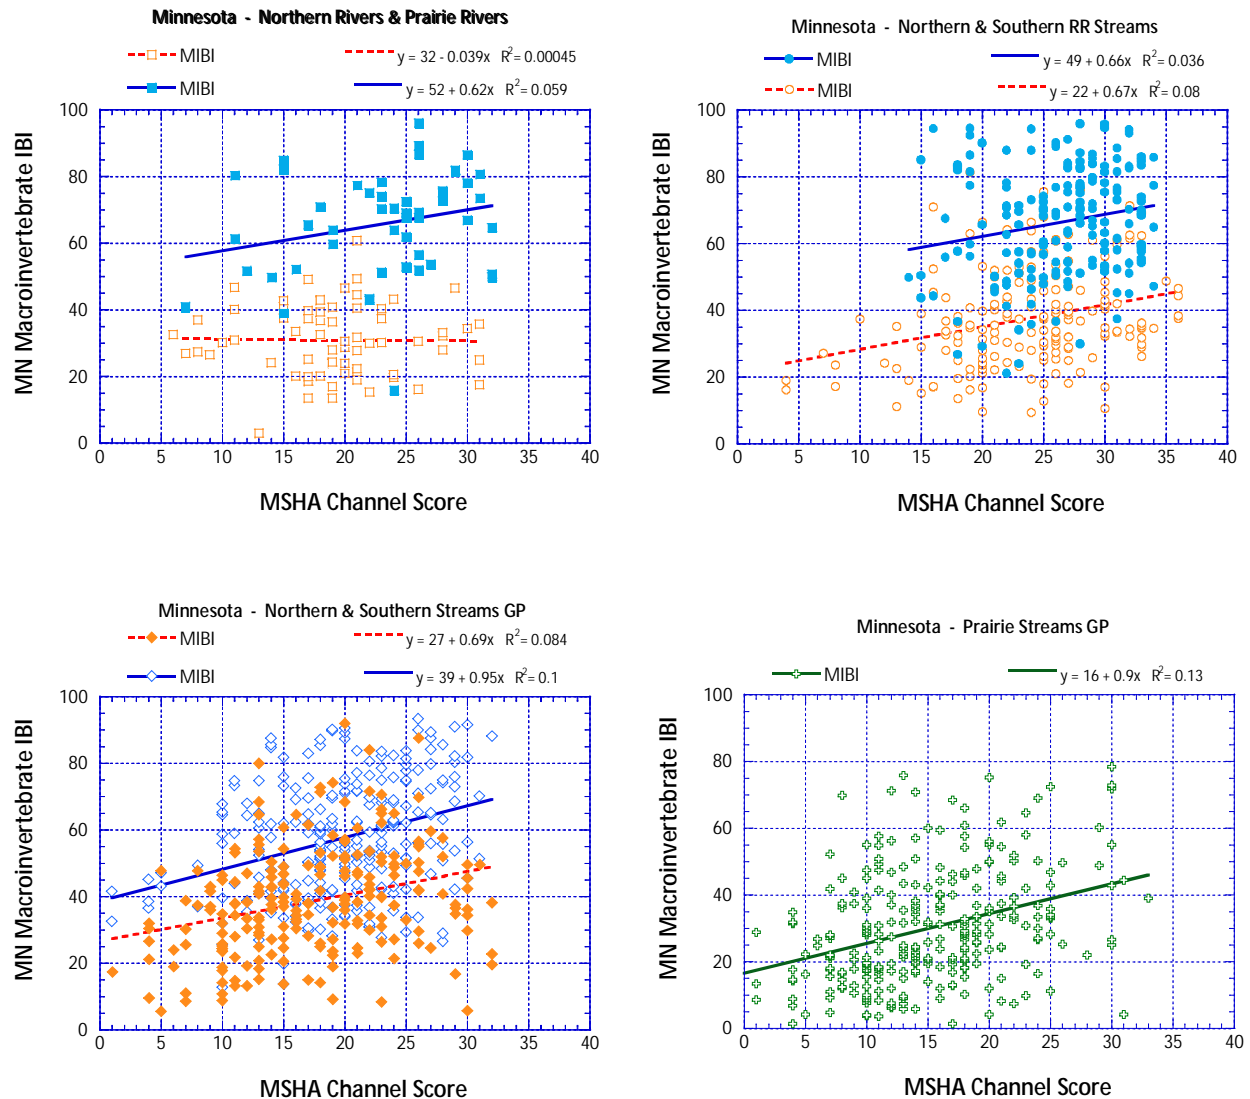 Minnesota - Northern Rivers & Prairie Rivers
MIBI
y = 32 - 0.039x R²= 0.00045
MIBI
y = 52 + 0.62x R²= 0.059
MN Macroinvertebrate IBI
100
80
60
40
20
0
0 5 10 15 20 25 30 35 40
MSHA Channel Score
Minnesota - Northern & Southern RR Streams
MIBI
y = 49 + 0.66x R²= 0.036
MIBI
y = 22 + 0.67x R²= 0.08
MN Macroinvertebrate IBI
100
80
60
40
20
0
0 5 10 15 20 25 30 35 40
MSHA Channel Score
Minnesota - Northern & Southern Streams GP
MIBI
y = 27 + 0.69x R²= 0.084
MIBI
y = 39 + 0.95x R²= 0.1
MN Macroinvertebrate IBI
100
80
60
40
20
0
0 5 10 15 20 25 30 35 40
MSHA Channel Score
Minnesota - Prairie Streams GP
MIBI
y = 16 + 0.9x R²= 0.13
MN Macroinvertebrate IBI
100
80
60
40
20
0
0 5 10 15 20 25 30 35 40
MSHA Channel Score